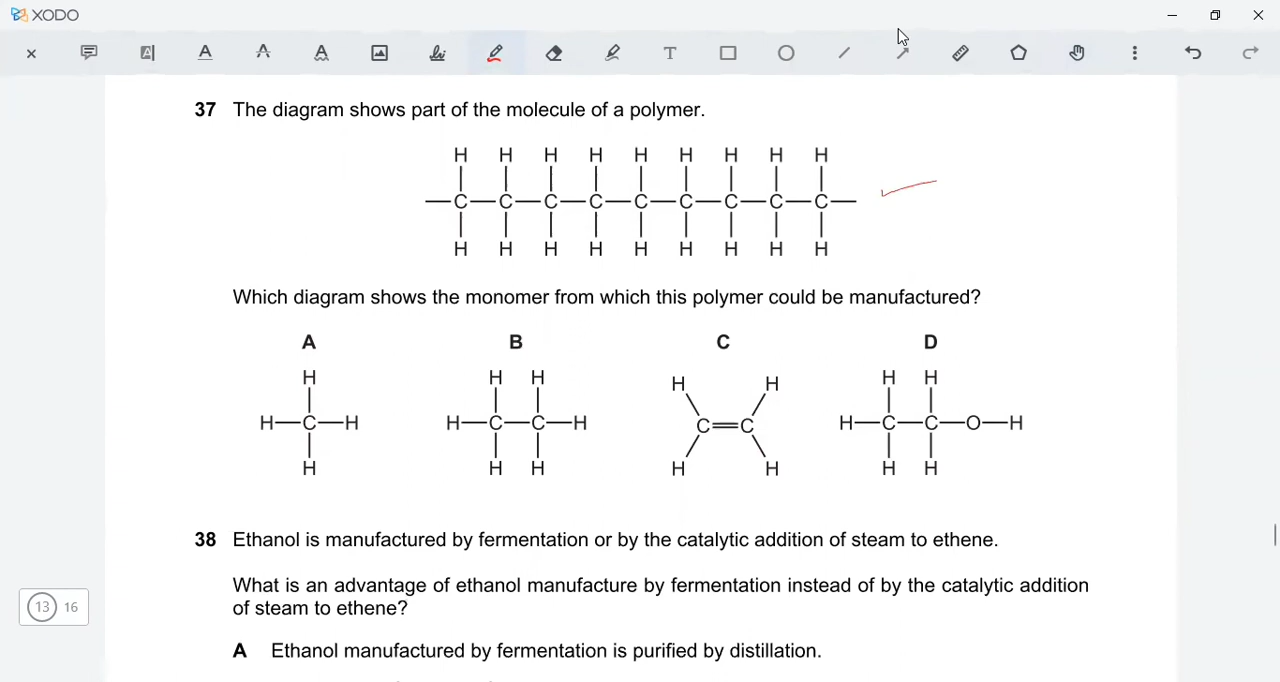 XODO
A A A A T
37 The diagram shows part of the molecule of a polymer.
H H H H H H H H H
—C—C—C—C—C—C—C—C—C—
H H H H H H H H H
Which diagram shows the monomer from which this polymer could be manufactured?
A B C D
H H H H H H H
H—C—H H—C—C—H C=C H—C—C—O—H
H H H H H H H
38 Ethanol is manufactured by fermentation or by the catalytic addition of steam to ethene.
What is an advantage of ethanol manufacture by fermentation instead of by the catalytic addition
of steam to ethene?
13 16
A Ethanol manufactured by fermentation is purified by distillation.